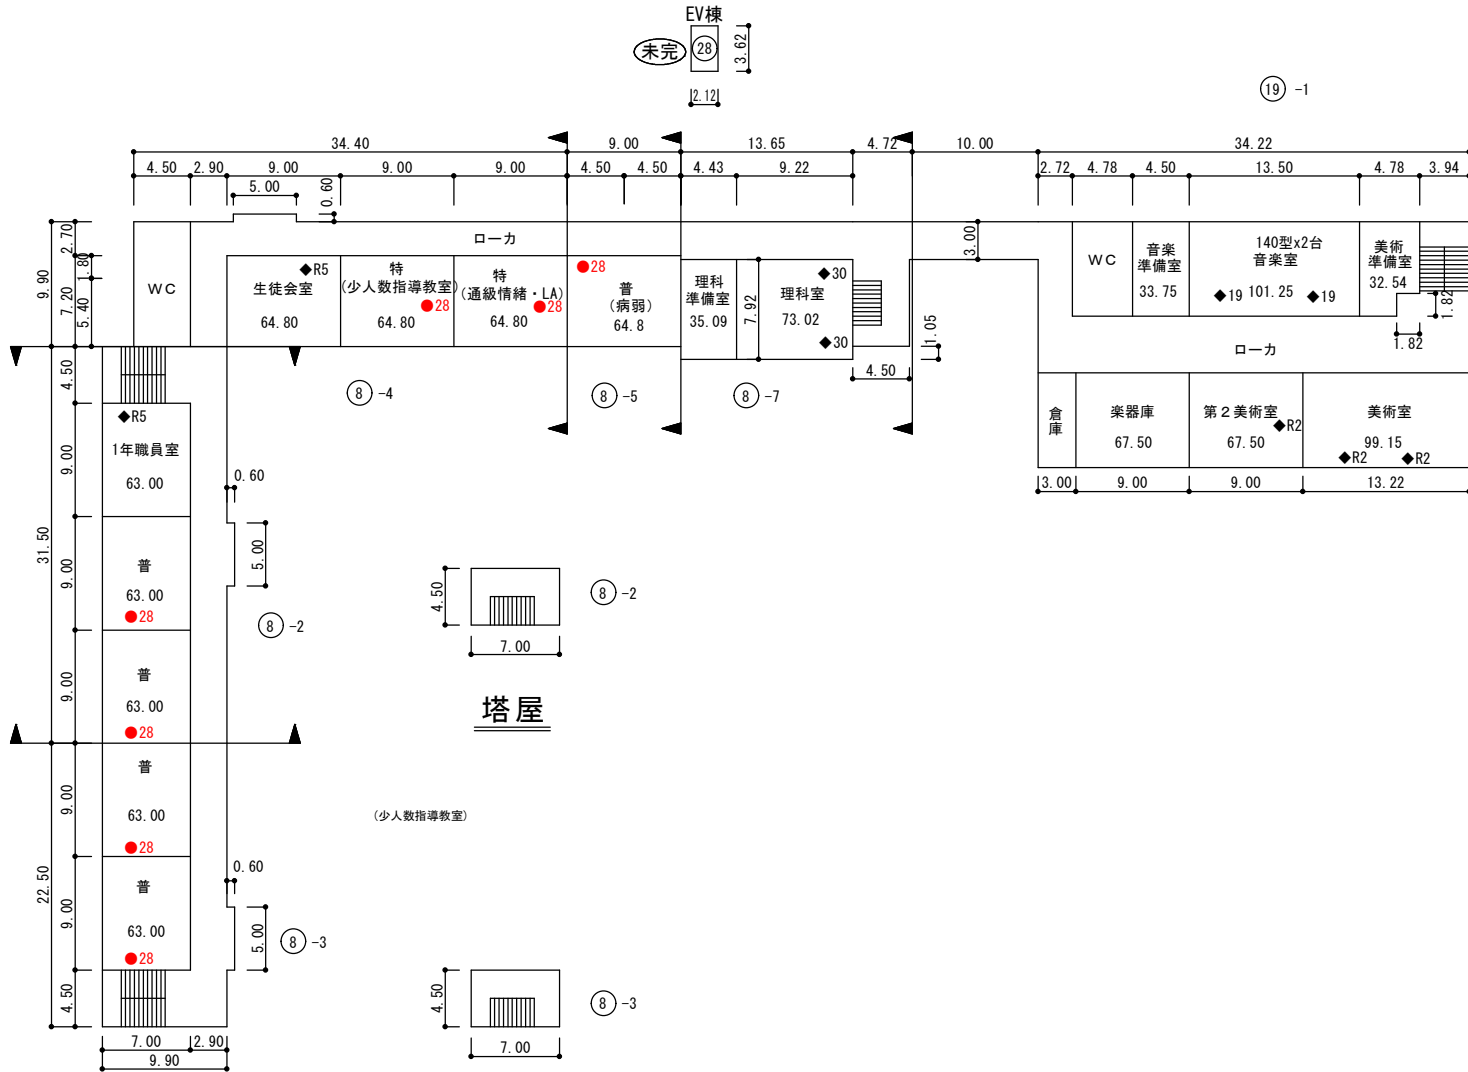 EV棟
未完
28
3.62
2.12
19 -1
34.40
9.00
13.65
4.72
10.00
34.22
4.50
2.90
9.00
9.00
9.00
4.50
4.50
4.43
9.22
2.72
4.78
4.50
13.50
4.78
3.94
5.00
0.60
9.90
2.70
7.20
1.80
5.40
ローカ
3.00
WC
◆R5
生徒会室
64.80
特
(少人数指導教室)
●28
64.80
特
(通級情緒・LA)
●28
64.80
●28
普
(病弱)
64.8
理科
準備室
35.09
7.92
◆30
理科室
73.02
◆30
1.05
4.50
WC
音楽
準備室
33.75
140型x2台
音楽室
◆19 101.25 ◆19
美術
準備室
32.54
1.82
1.82
ローカ
倉庫
楽器庫
67.50
第2美術室
67.50
◆R2
美術室
99.15
◆R2
◆R2
3.00
9.00
9.00
13.22
8 -4
8 -5
8 -7
4.50
◆R5
1年職員室
63.00
9.00
0.60
5.00
31.50
普
63.00
●28
9.00
8 -2
普
63.00
●28
9.00
普
63.00
●28
9.00
22.50
普
63.00
●28
9.00
0.60
5.00
8 -3
4.50
7.00
2.90
9.90
4.50
7.00
8 -2
塔屋
(少人数指導教室)
4.50
7.00
8 -3